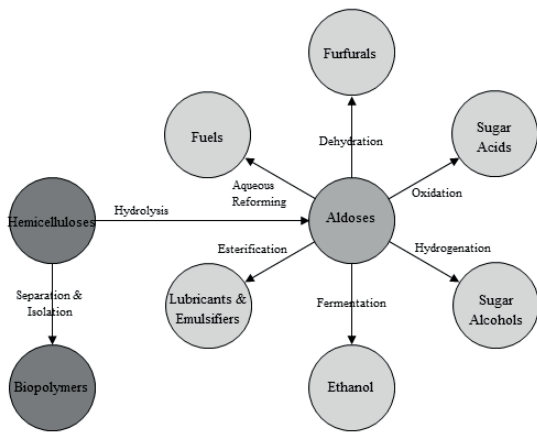 Furfurals
Fuels
Dehydration
Sugar
Acids
Aqueous
Reforming
Oxidation
Hemicelluloses
Hydrolysis
Aldoses
Esterification
Hydrogenation
Separation &
Isolation
Lubricants &
Emulsifiers
Fermentation
Sugar
Alcohols
Biopolymers
Ethanol